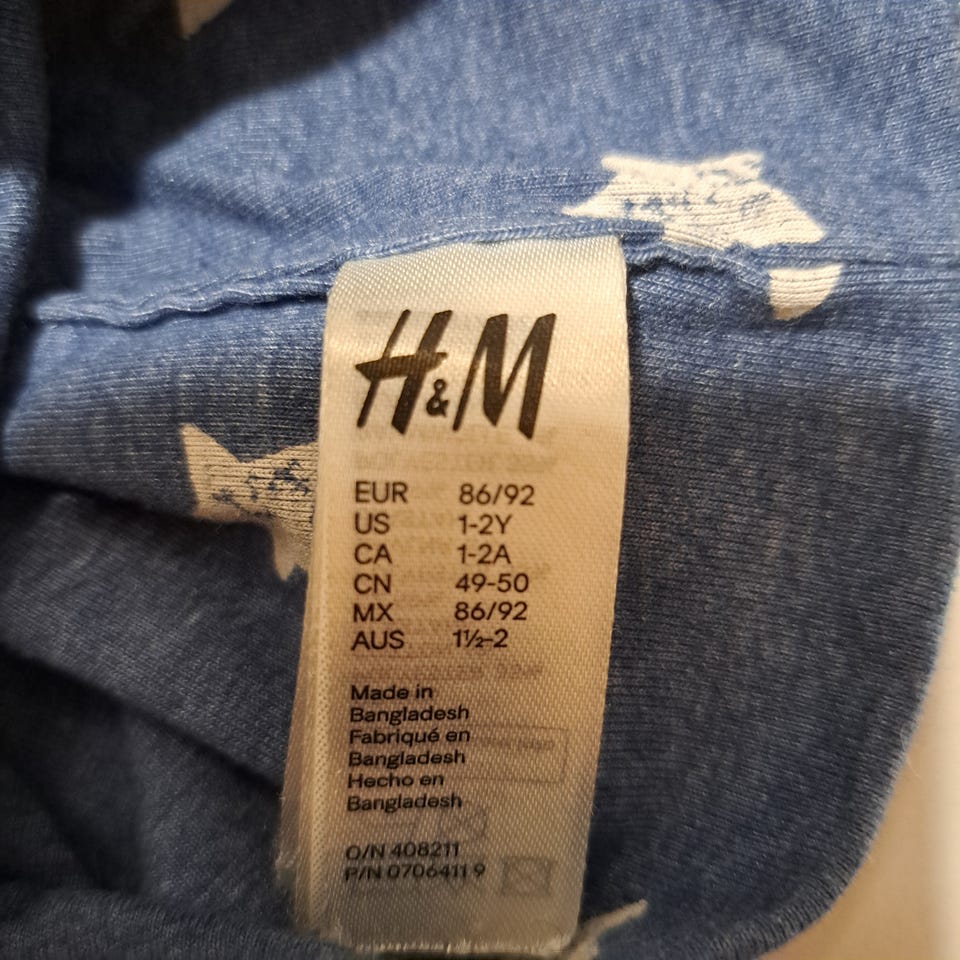 H&M
EUR 86/92
US 1-2Y
CA 1-2A
CN 49-50
MX 86/92
AUS 1½-2
Made in
Bangladesh
Fabriqué en
Bangladesh
Hecho en
Bangladesh
O/N 408211
P/N 0706411 9